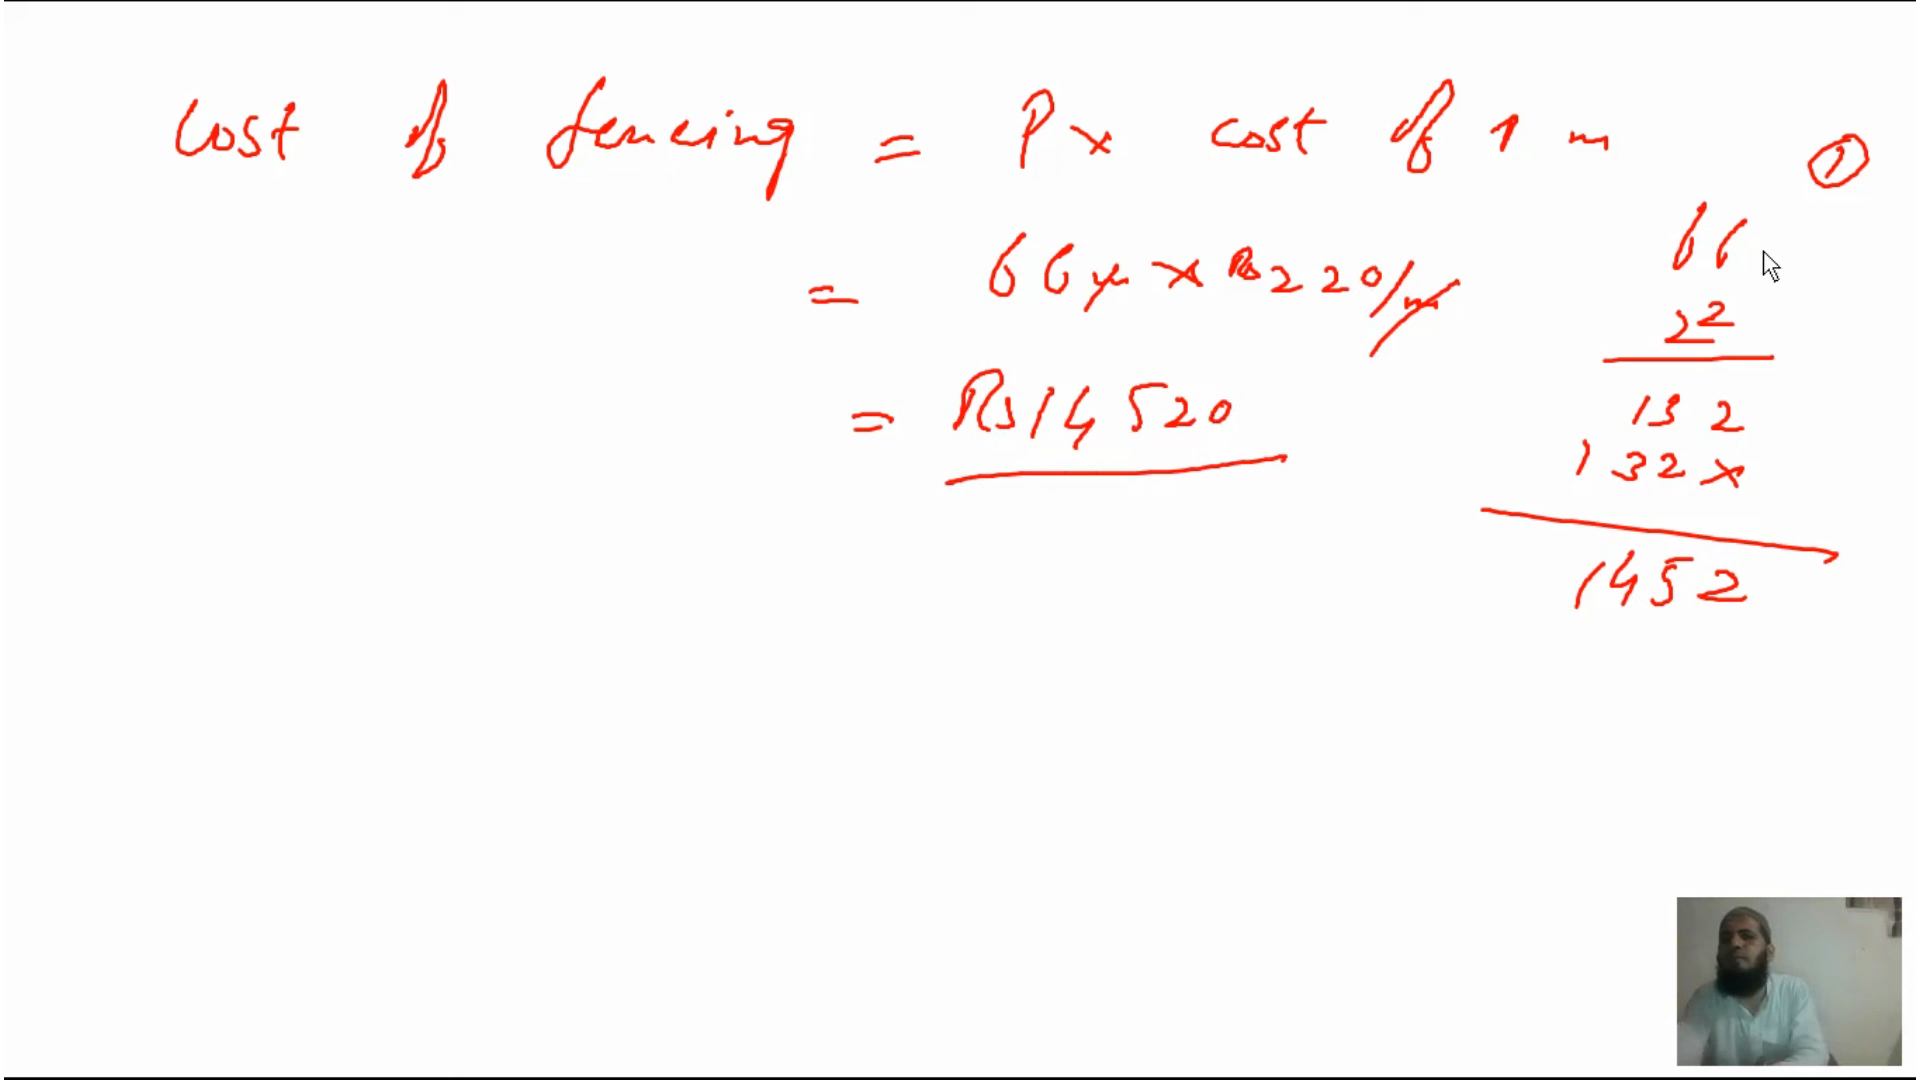 Cost of fencing = P × cost of 1 m
= 66 m × Rs 220/m
= Rs 14520
1
66
22
132
132×
1452